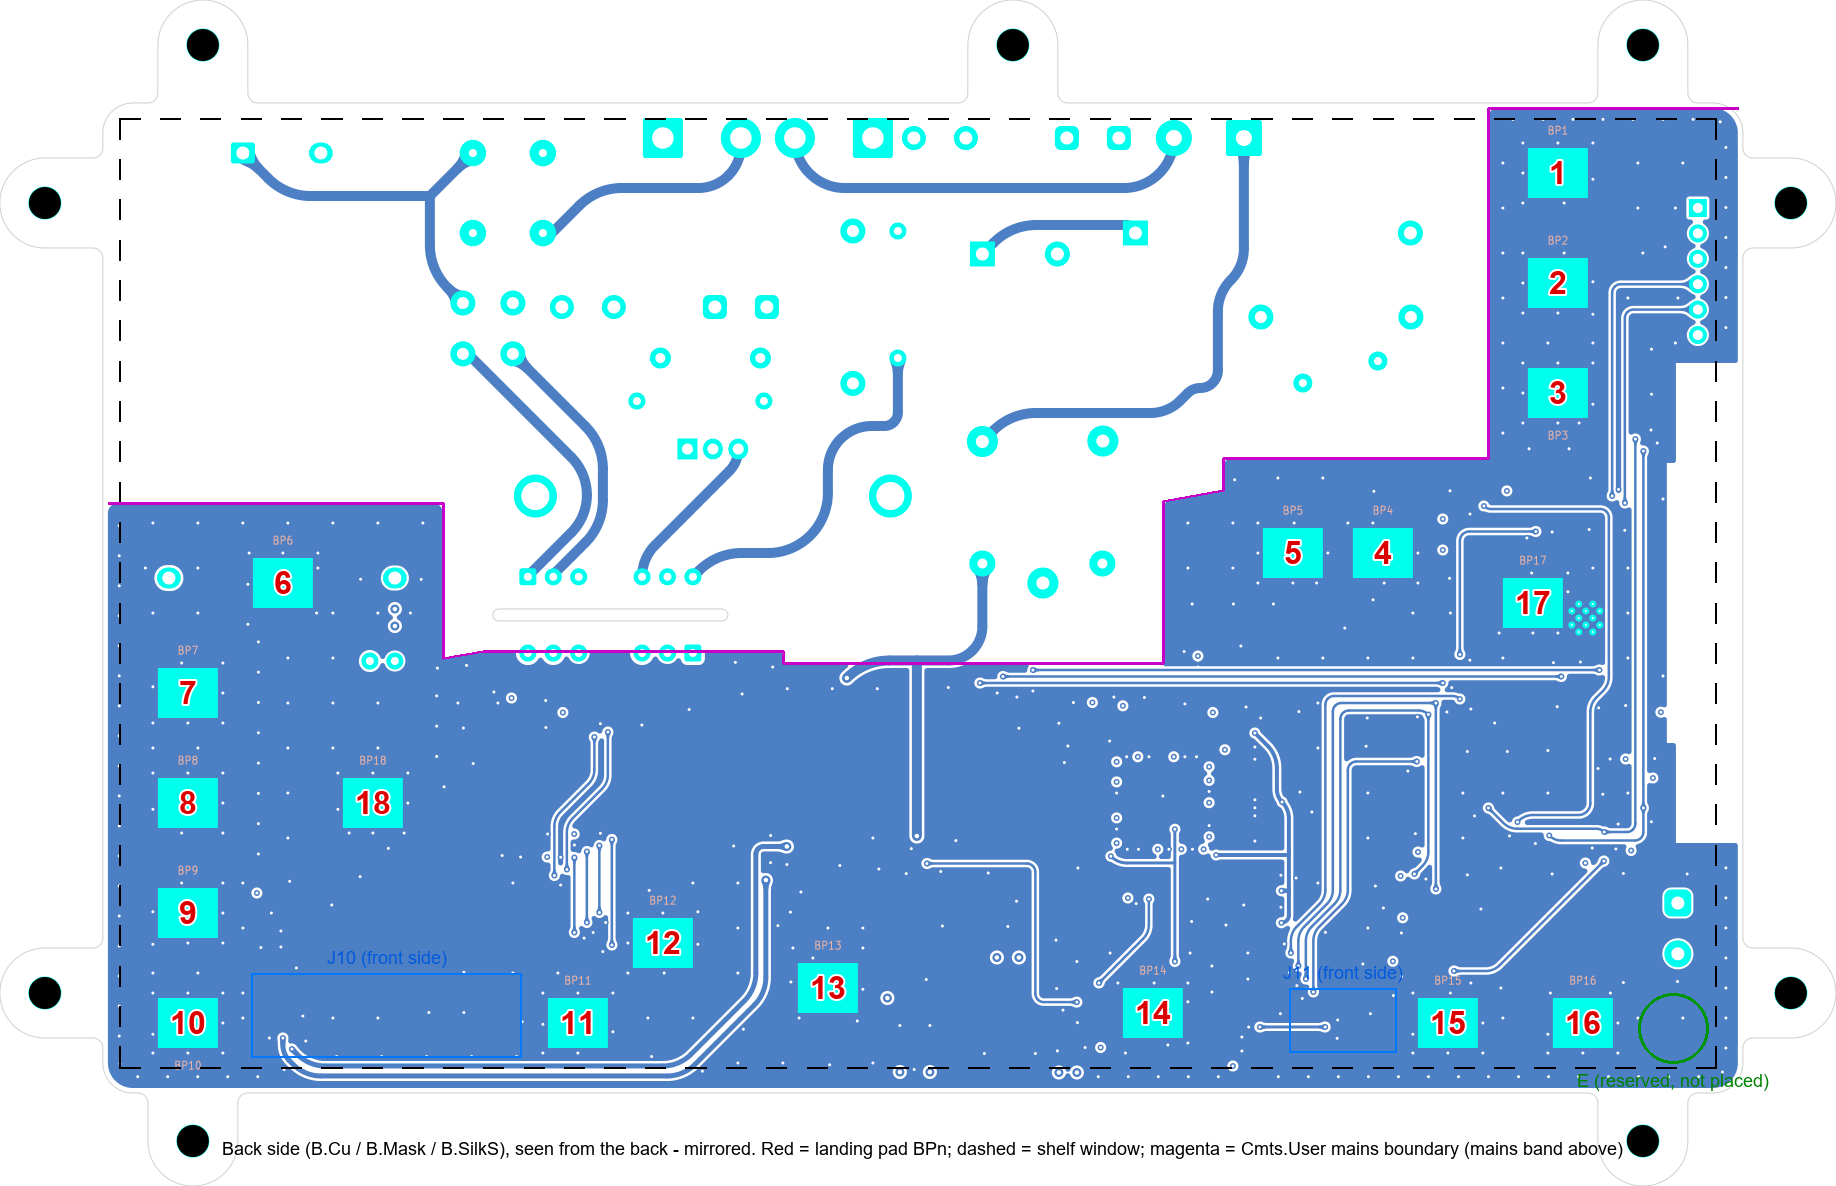 BP1
1
BP2
2
3
BP3
BP5
BP4
5
4
BP6
6
BP17
17
BP7
7
BP8
8
BP18
18
BP9
9
BP12
12
BP13
13
J10 (front side)
J11 (front side)
BP10
10
BP11
11
BP14
14
BP15
15
BP16
16
E (reserved, not placed)
Back side (B.Cu / B.Mask / B.SilkS), seen from the back - mirrored. Red = landing pad BPn; dashed = shelf window; magenta = Cmts.User mains boundary (mains band above)